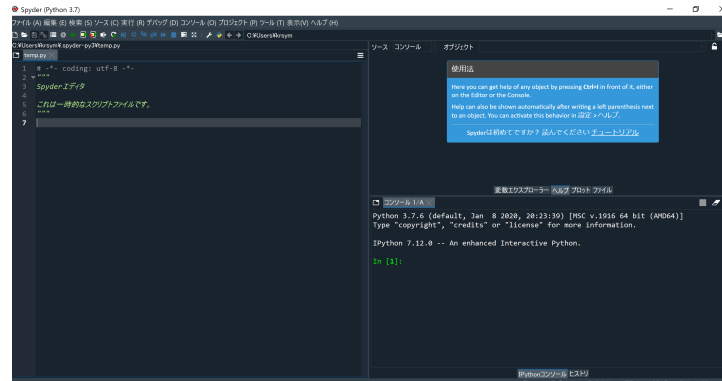 Spyder (Python 3.7)
ファイル (A) 編集 (E) 検索 (S) ソース (C) 実行 (R) デバッグ (D) コンソール (O) プロジェクト (P) ツール (T) 表示(V) ヘルプ (H)
C:¥Users¥krsym
C:¥Users¥krsym¥.spyder-py3¥temp.py
temp.py
1 # -*- coding: utf-8 -*-
2 """
3 Spyderエディタ
4
5 これは一時的なスクリプトファイルです。
6 """
7
ソース コンソール オブジェクト
使用法
Here you can get help of any object by pressing Ctrl+I in front of it, either
on the Editor or the Console.
Help can also be shown automatically after writing a left parenthesis next
to an object. You can activate this behavior in 設定 > ヘルプ.
Spyderは初めてですか? 読んでください チュートリアル
変数エクスプローラー ヘルプ プロット ファイル
コンソール 1/A
Python 3.7.6 (default, Jan 8 2020, 20:23:39) [MSC v.1916 64 bit (AMD64)]
Type "copyright", "credits" or "license" for more information.
IPython 7.12.0 -- An enhanced Interactive Python.
In [1]:
IPythonコンソール ヒストリ